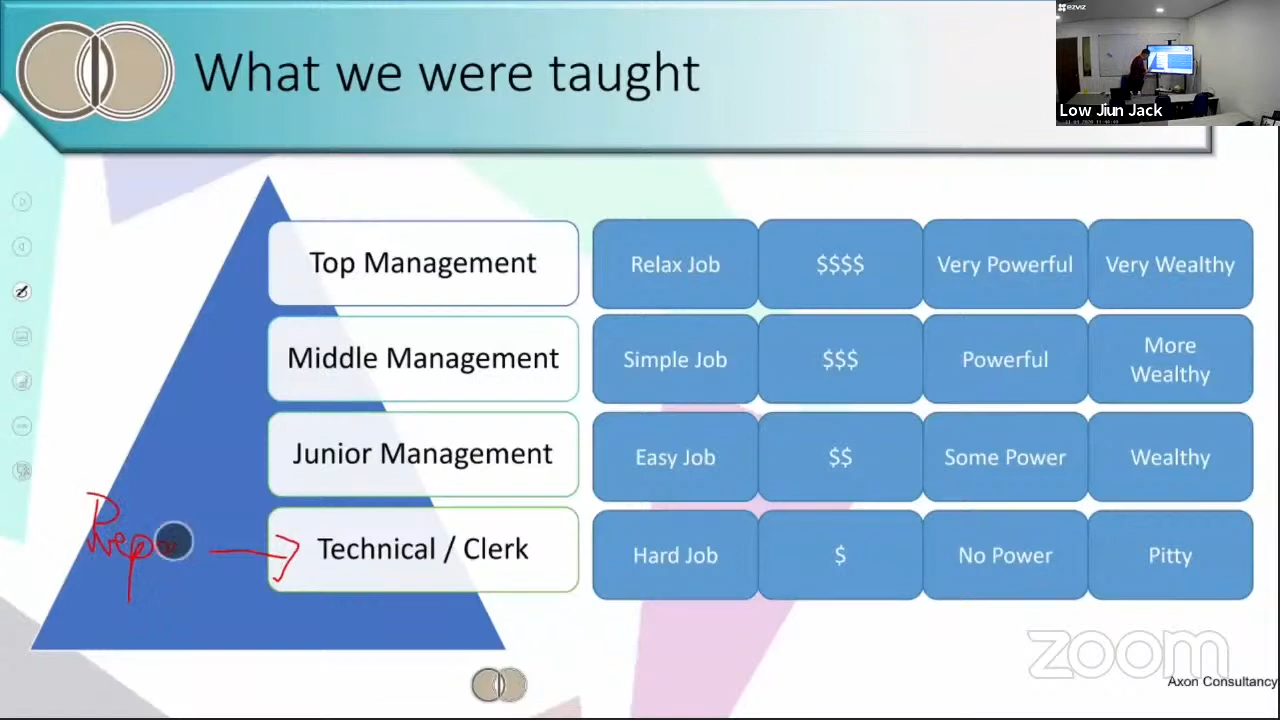 What we were taught
EZVIZ
Low Jiun Jack
Top Management
Relax Job
$$$$
Very Powerful
Very Wealthy
Middle Management
Simple Job
$$$
Powerful
More
Wealthy
Junior Management
Easy Job
$$
Some Power
Wealthy
Technical / Clerk
Hard Job
$
No Power
Pitty
zoom
Axon Consultancy